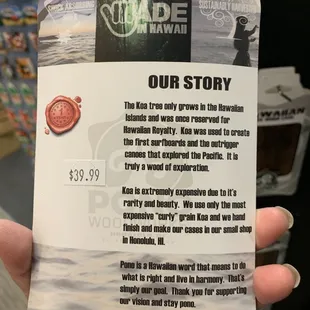 MADE
IN HAWAII
OUR STORY
The Koa tree only grows in the Hawaiian
Islands and was once reserved for
Hawaiian Royalty. Koa was used to create
the first surfboards and the outrigger
canoes that explored the Pacific. It is
truly a wood of exploration.
$39.99
Koa is extremely expensive due to it's
rarity and beauty. We use only the most
expensive "curly" grain Koa and we hand
finish and make our cases in our small shop
in Honolulu, HI.
Pono is a Hawaiian word that means to do
what is right and live in harmony. That's
simply our goal. Thank you for supporting
our vision and stay pono.